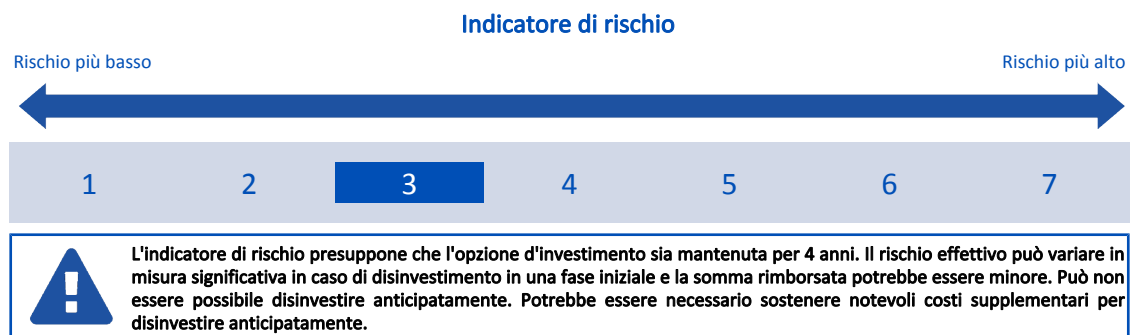 Indicatore di rischio
Rischio più basso
Rischio più alto
1 2 3 4 5 6 7
L'indicatore di rischio presuppone che l'opzione d'investimento sia mantenuta per 4 anni. Il rischio effettivo può variare in
misura significativa in caso di disinvestimento in una fase iniziale e la somma rimborsata potrebbe essere minore. Può non
essere possibile disinvestire anticipatamente. Potrebbe essere necessario sostenere notevoli costi supplementari per
disinvestire anticipatamente.